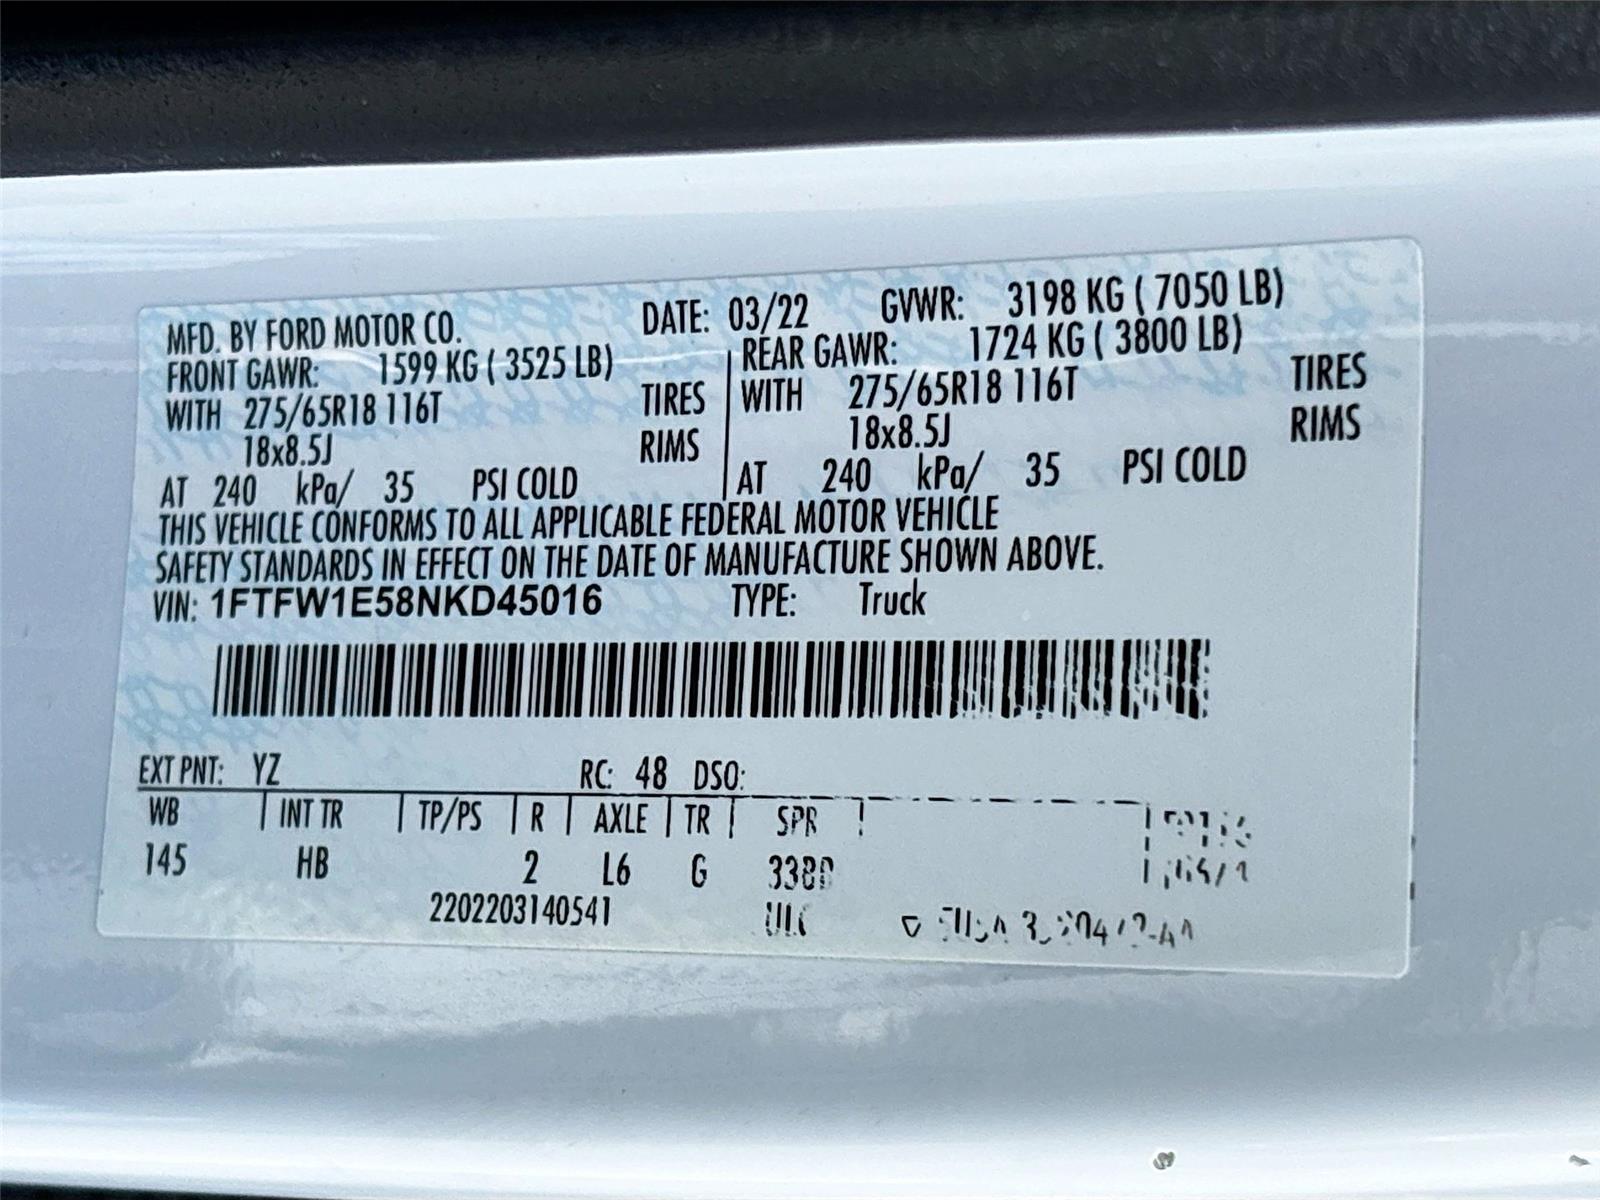 MFD. BY FORD MOTOR CO. DATE: 03/22 GVWR: 3198 KG ( 7050 LB)
FRONT GAWR: 1599 KG ( 3525 LB) REAR GAWR: 1724 KG ( 3800 LB)
WITH 275/65R18 116T TIRES WITH 275/65R18 116T TIRES
18x8.5J RIMS 18x8.5J RIMS
AT 240 kPa/ 35 PSI COLD AT 240 kPa/ 35 PSI COLD
THIS VEHICLE CONFORMS TO ALL APPLICABLE FEDERAL MOTOR VEHICLE
SAFETY STANDARDS IN EFFECT ON THE DATE OF MANUFACTURE SHOWN ABOVE.
VIN: 1FTFW1E58NKD45016 TYPE: Truck
EXT PNT: YZ RC: 48 DSO:
WB INT TR TP/PS R AXLE TR SPR
145 HB 2 L6 G
2202203140541